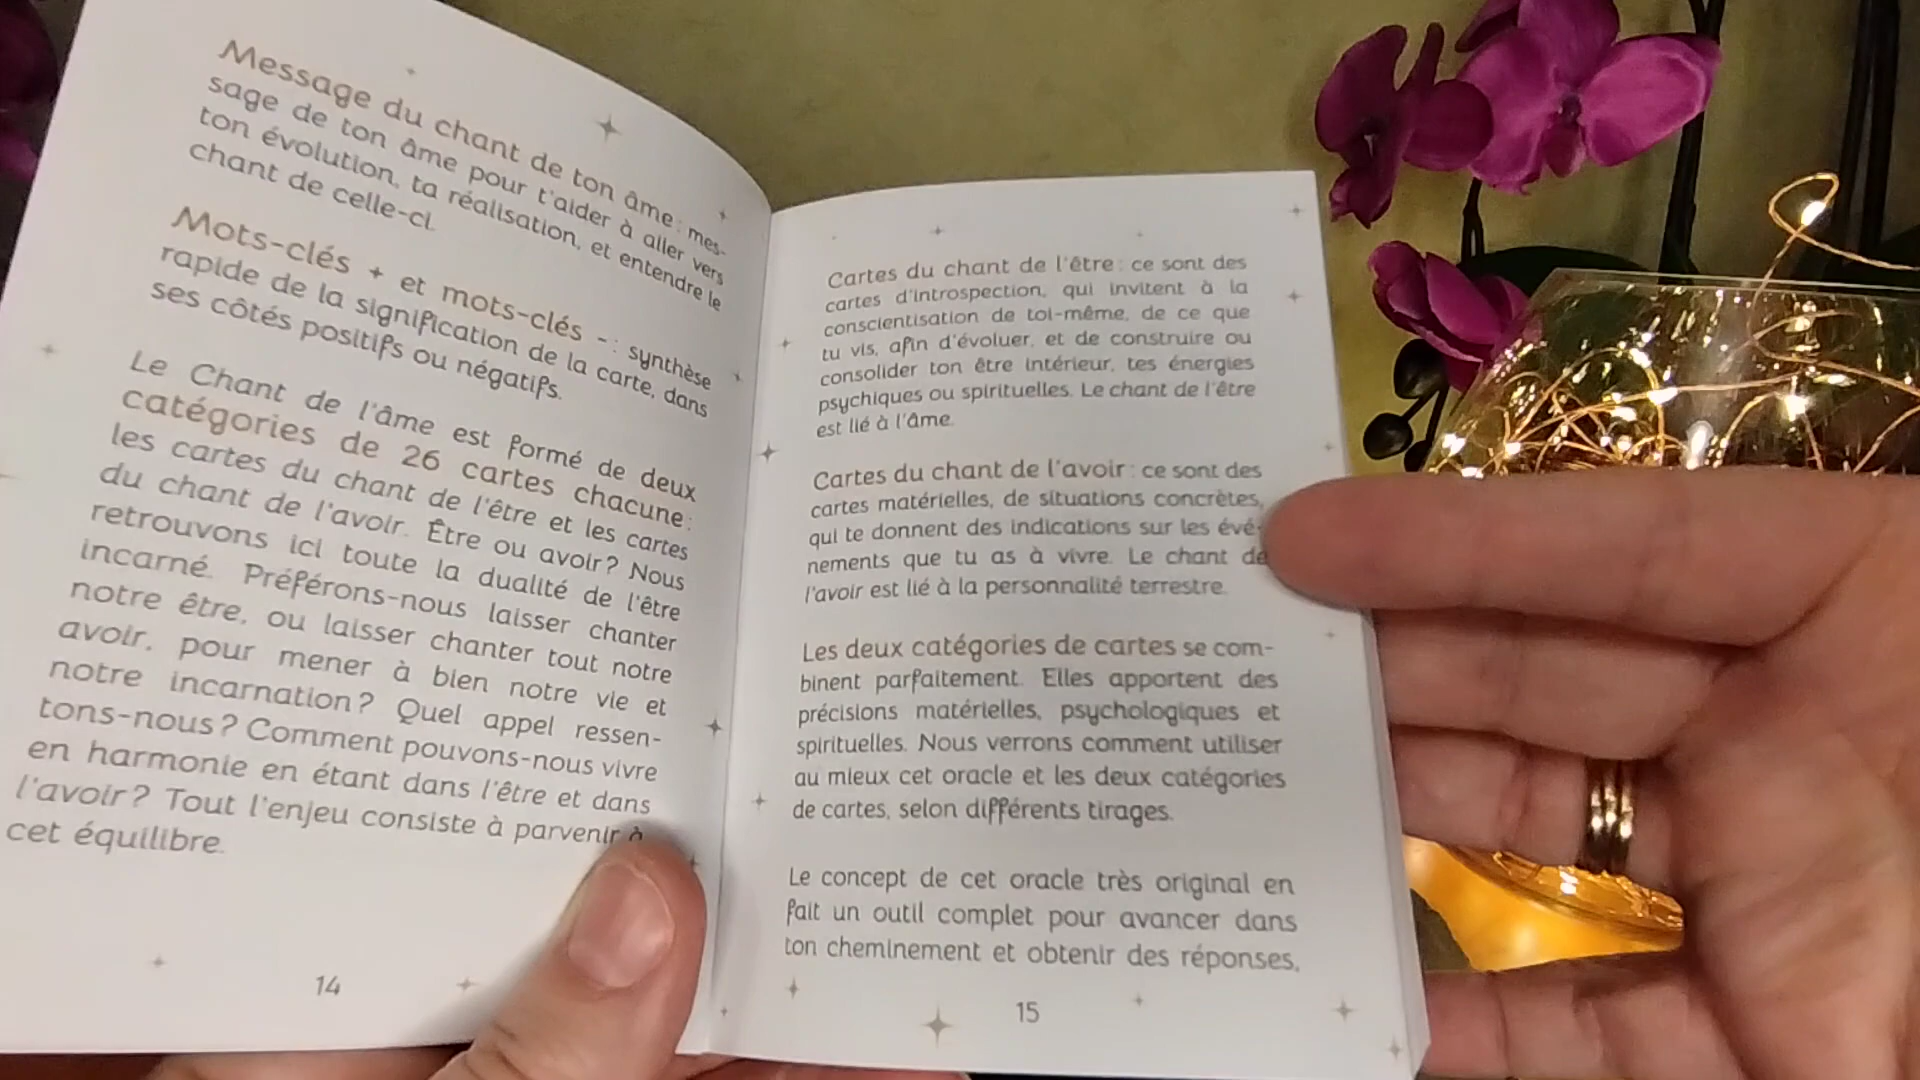 Message du chant de ton âme : mes-
sage de ton âme pour t'aider à aller vers
ton évolution, ta réalisation, et entendre le
chant de celle-ci.
Mots-clés + et mots-clés - : synthèse
rapide de la signification de la carte, dans
ses côtés positifs ou négatifs.
Le Chant de l'âme est formé de deux
catégories de 26 cartes chacune :
les cartes du chant de l'être et les cartes
du chant de l'avoir. Être ou avoir ? Nous
retrouvons ici toute la dualité de l'être
incarné. Préférons-nous laisser chanter
notre être, ou laisser chanter tout notre
avoir, pour mener à bien notre vie et
notre incarnation ? Quel appel ressen-
tons-nous ? Comment pouvons-nous vivre
en harmonie en étant dans l'être et dans
l'avoir ? Tout l'enjeu consiste à parvenir à
cet équilibre.
14
Cartes du chant de l'être : ce sont des
cartes d'introspection, qui invitent à la
conscientisation de toi-même, de ce que
tu vis, afin d'évoluer, et de construire ou
consolider ton être intérieur, tes énergies
psychiques ou spirituelles. Le chant de l'être
est lié à l'âme.
Cartes du chant de l'avoir : ce sont des
cartes matérielles, de situations concrètes,
qui te donnent des indications sur les évé-
nements que tu as à vivre. Le chant de
l'avoir est lié à la personnalité terrestre.
Les deux catégories de cartes se com-
binent parfaitement. Elles apportent des
précisions matérielles, psychologiques et
spirituelles. Nous verrons comment utiliser
au mieux cet oracle et les deux catégories
de cartes, selon différents tirages.
Le concept de cet oracle très original en
fait un outil complet pour avancer dans
ton cheminement et obtenir des réponses,
15